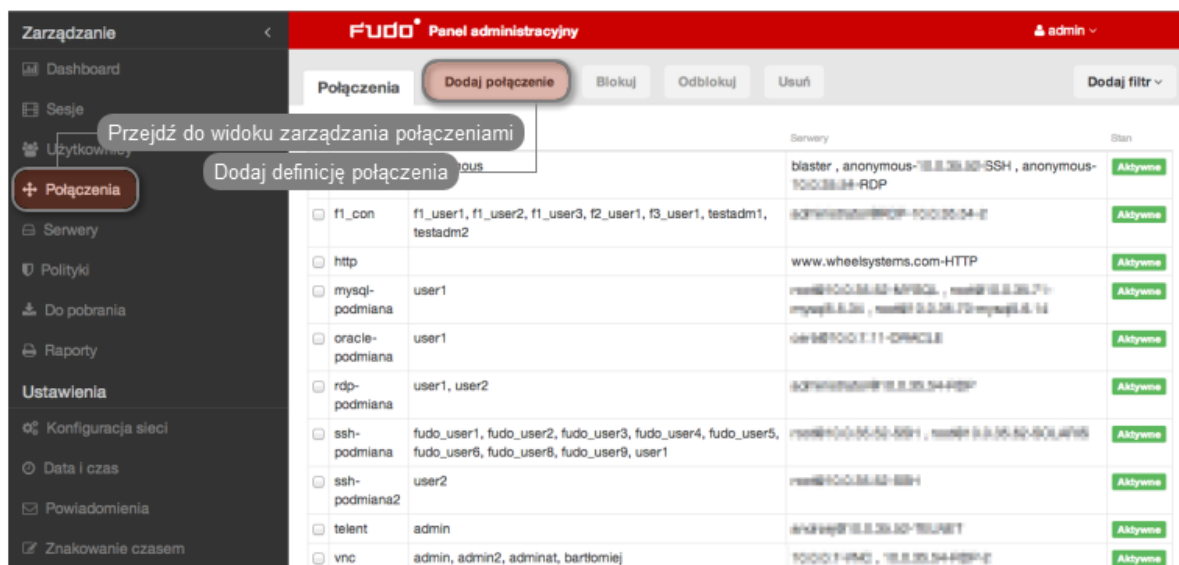 Zarządzanie
FUDO Panel administracyjny
admin
Dashboard
Sesje
Użytkownicy
Połączenia
Serwery
Polityki
Do pobrania
Raporty
Ustawienia
Konfiguracja sieci
Data i czas
Powiadomienia
Znakowanie czasem
Połączenia
Dodaj połączenie
Blokuj
Odblokuj
Usuń
Dodaj filtr
Przejdź do widoku zarządzania połączeniami
Dodaj definicję połączenia
Serwery
Stan
blaster , anonymous- -SSH , anonymous-
-RDP
Aktywne
f1_con
f1_user1, f1_user2, f1_user3, f2_user1, f3_user1, testadm1,
testadm2
Aktywne
http
www.wheelsystems.com-HTTP
Aktywne
mysql-
podmiana
user1
Aktywne
oracle-
podmiana
user1
Aktywne
rdp-
podmiana
user1, user2
Aktywne
ssh-
podmiana
fudo_user1, fudo_user2, fudo_user3, fudo_user4, fudo_user5,
fudo_user6, fudo_user8, fudo_user9, user1
Aktywne
ssh-
podmiana2
user2
Aktywne
telent
admin
Aktywne
vnc
admin, admin2, adminat, bartłomiej
Aktywne